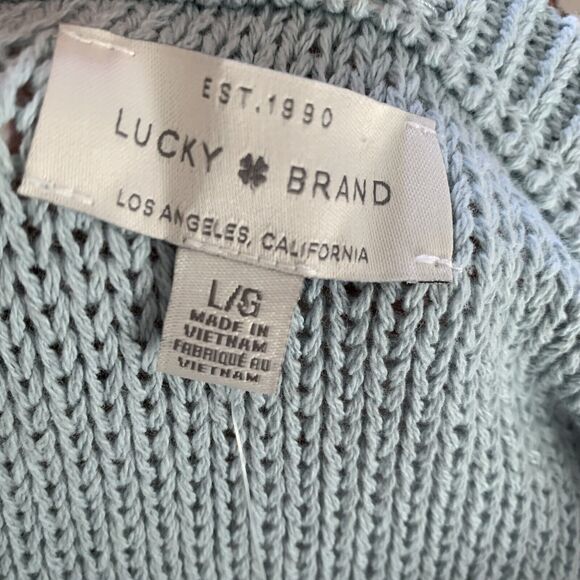 EST.1990
LUCKY BRAND
LOS ANGELES, CALIFORNIA
L/G
MADE IN
VIETNAM
FABRIQUÉ AU
VIETNAM